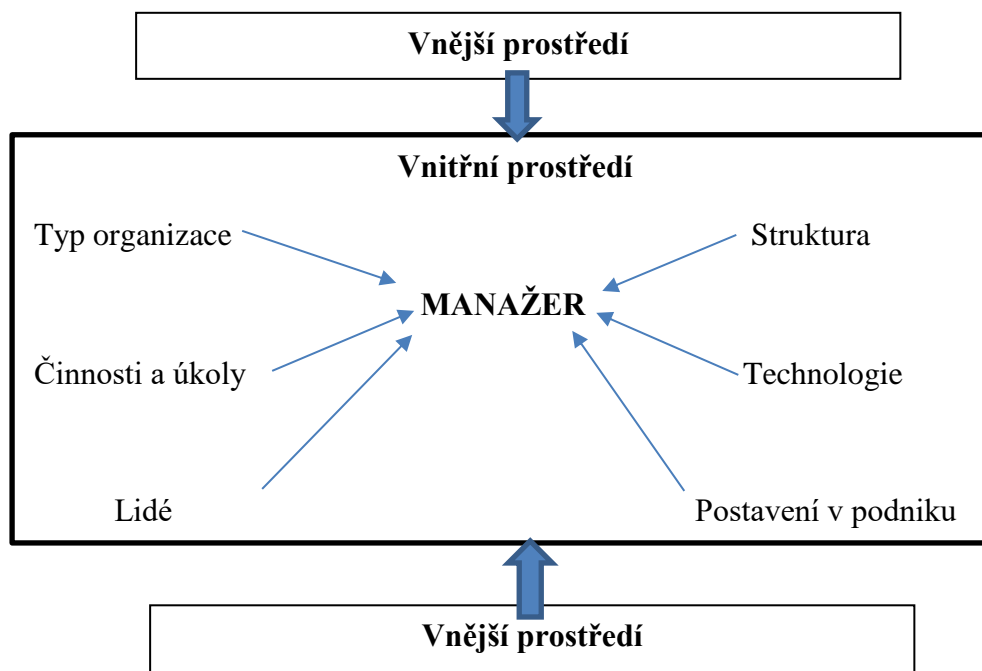 Vnější prostředí
Vnitřní prostředí
Typ organizace
Struktura
MANAŽER
Činnosti a úkoly
Technologie
Lidé
Postavení v podniku
Vnější prostředí